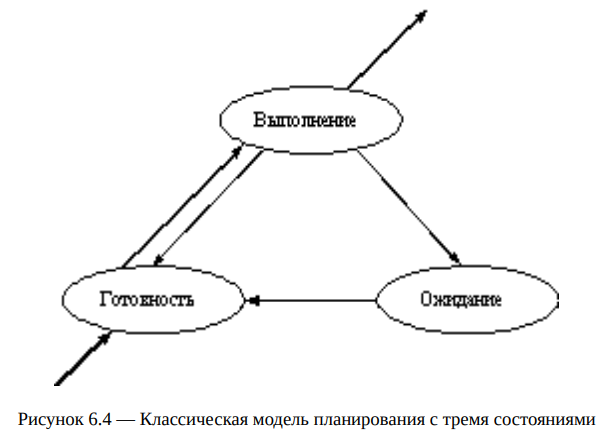 Выполнение
Готовность
Ожидание
Рисунок 6.4 — Классическая модель планирования с тремя состояниями